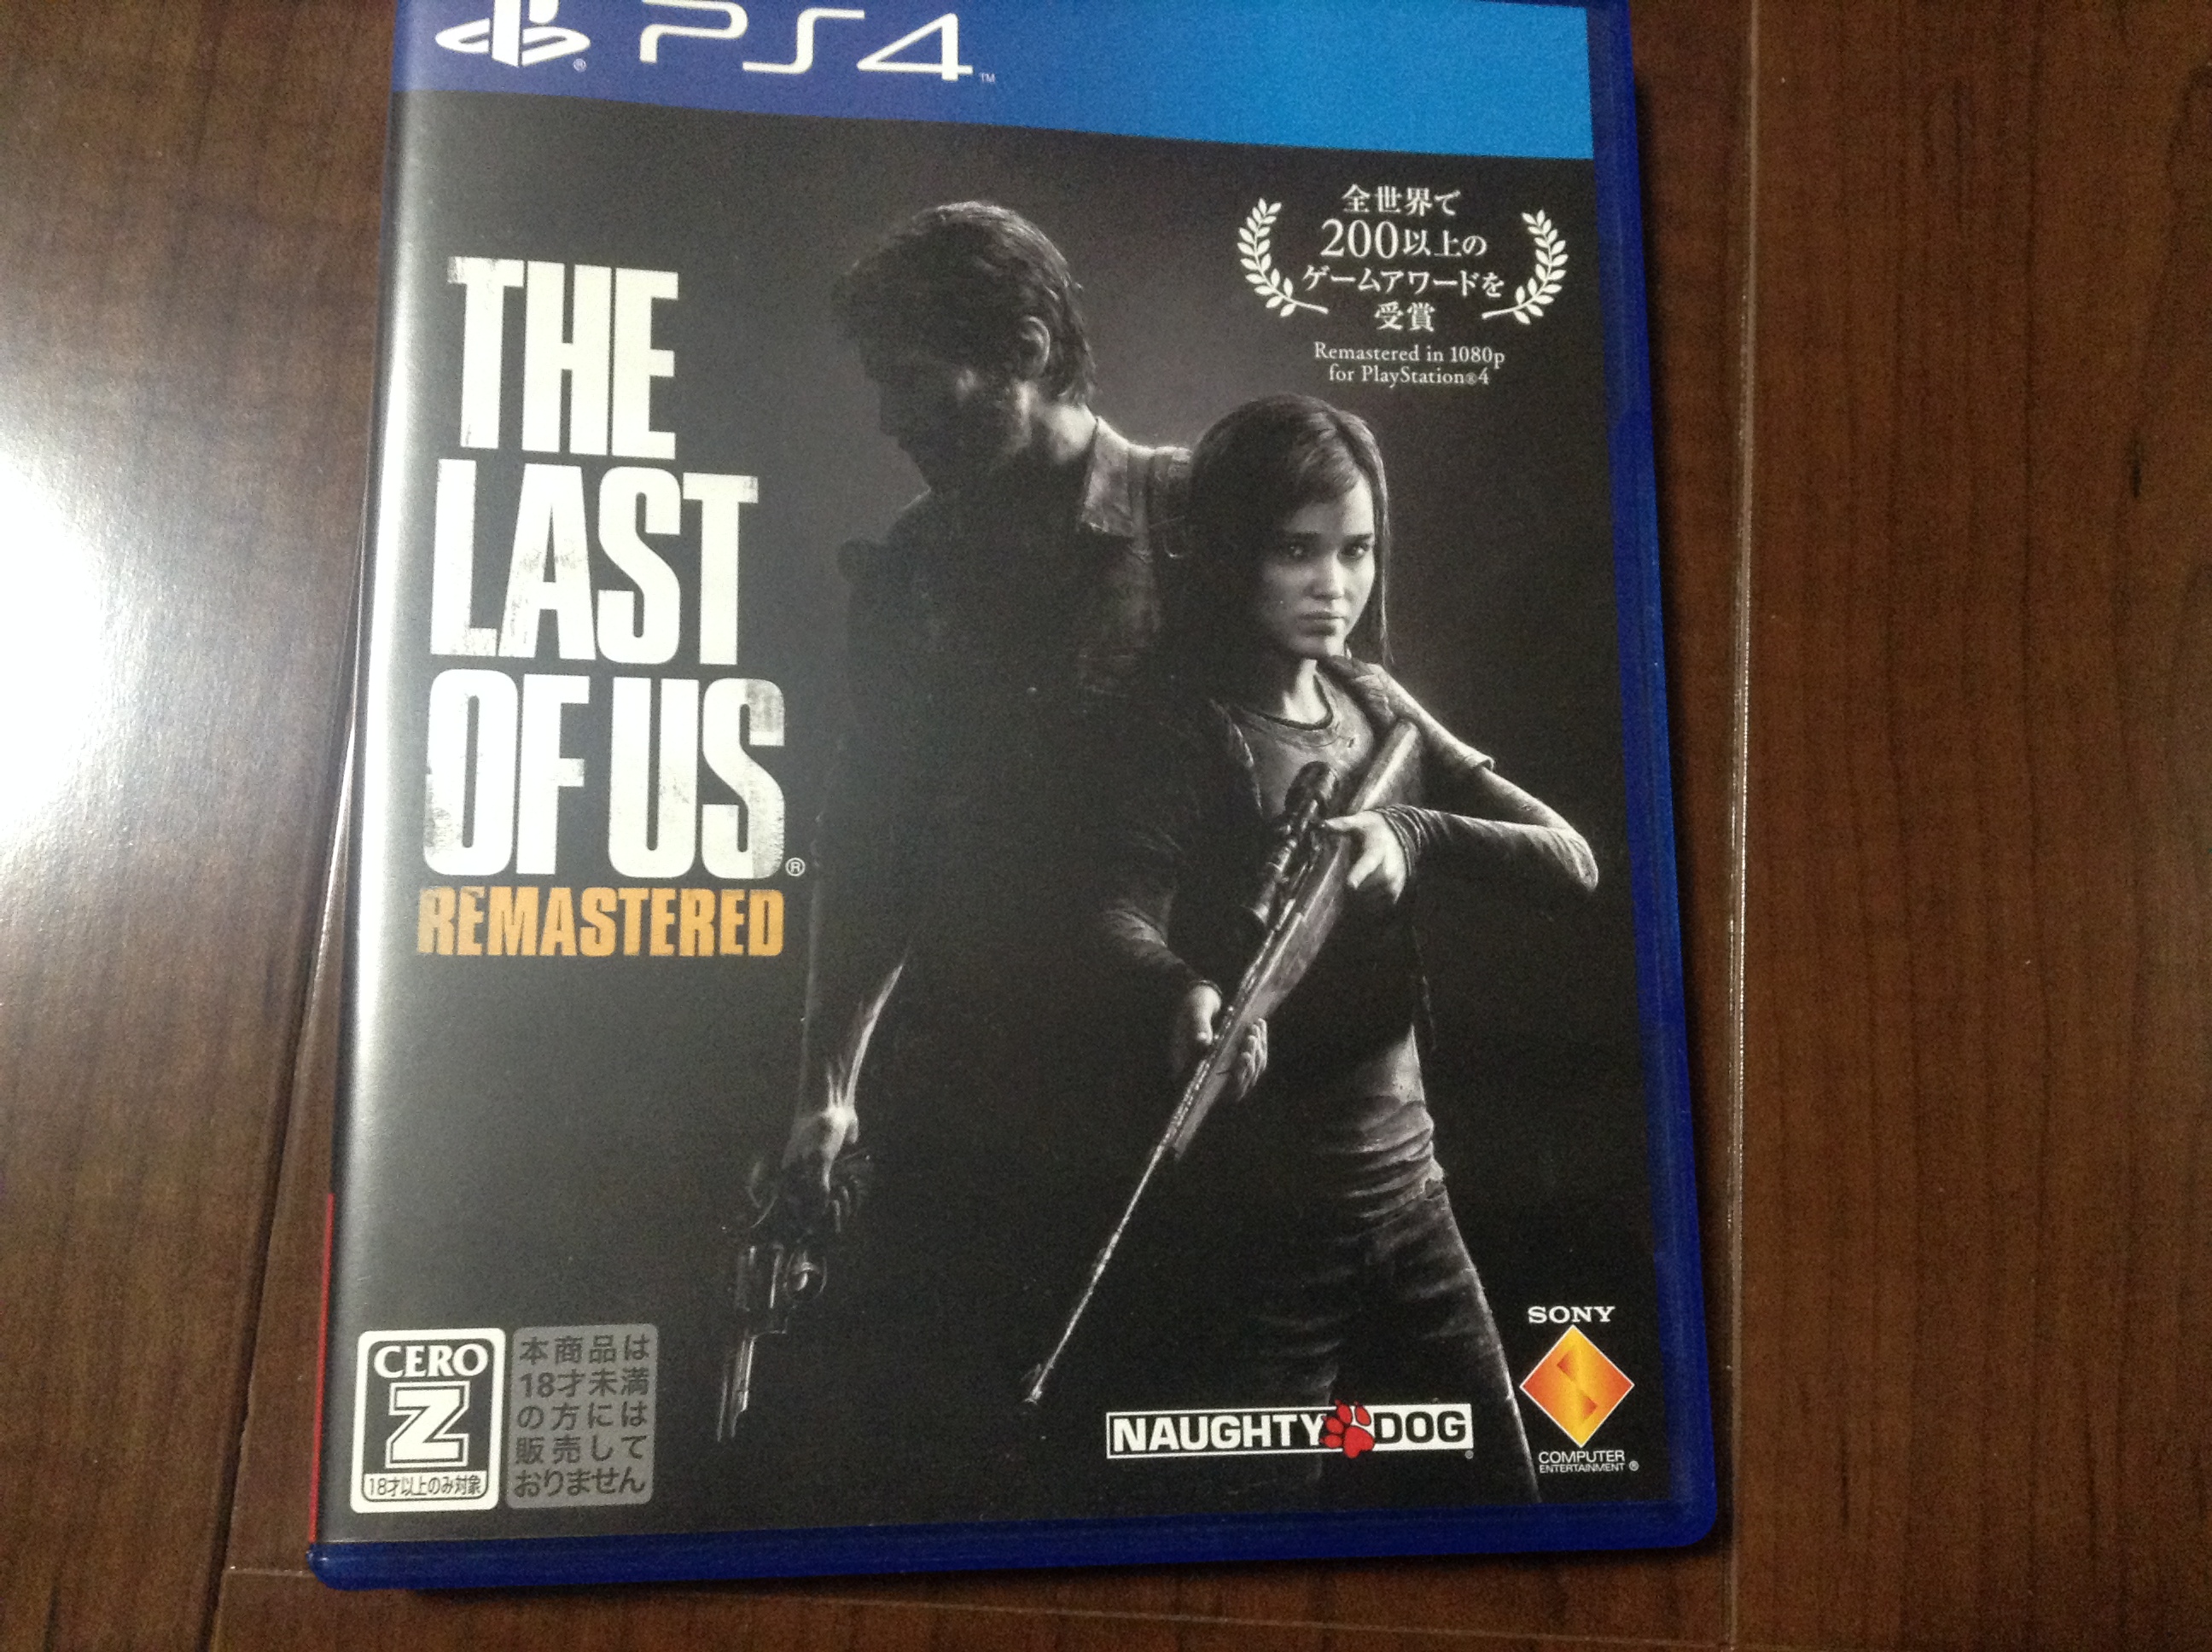 PS4
™
®
全世界で
200以上の
ゲームアワードを
受賞
Remastered in 1080p
for PlayStation®4
THE
LAST
OF US
®
REMASTERED
CERO
Z
18才以上のみ対象
本商品は
18才未満
の方には
販売して
おりません
NAUGHTY DOG
®
SONY
COMPUTER
ENTERTAINMENT ®